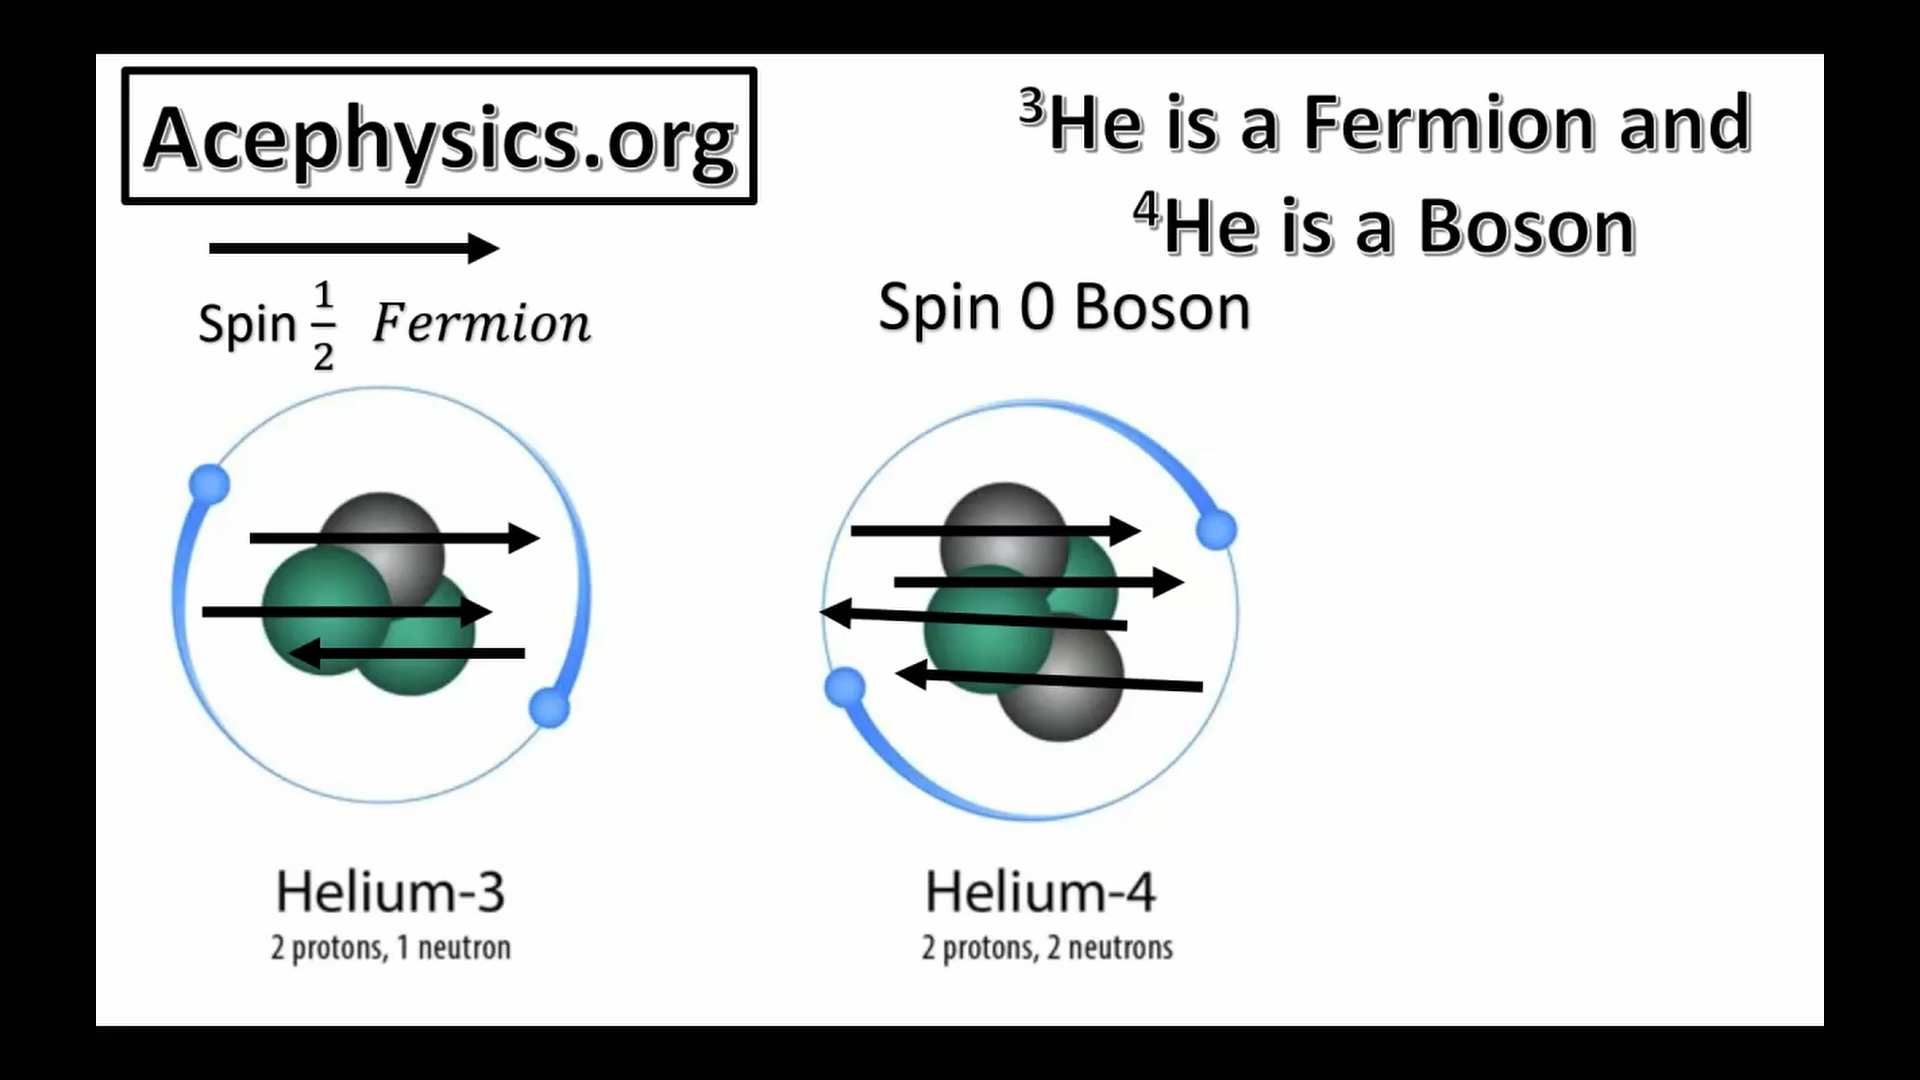 Acephysics.org
³He is a Fermion and
⁴He is a Boson
Spin 1/2 Fermion
Spin 0 Boson
Helium-3
2 protons, 1 neutron
Helium-4
2 protons, 2 neutrons